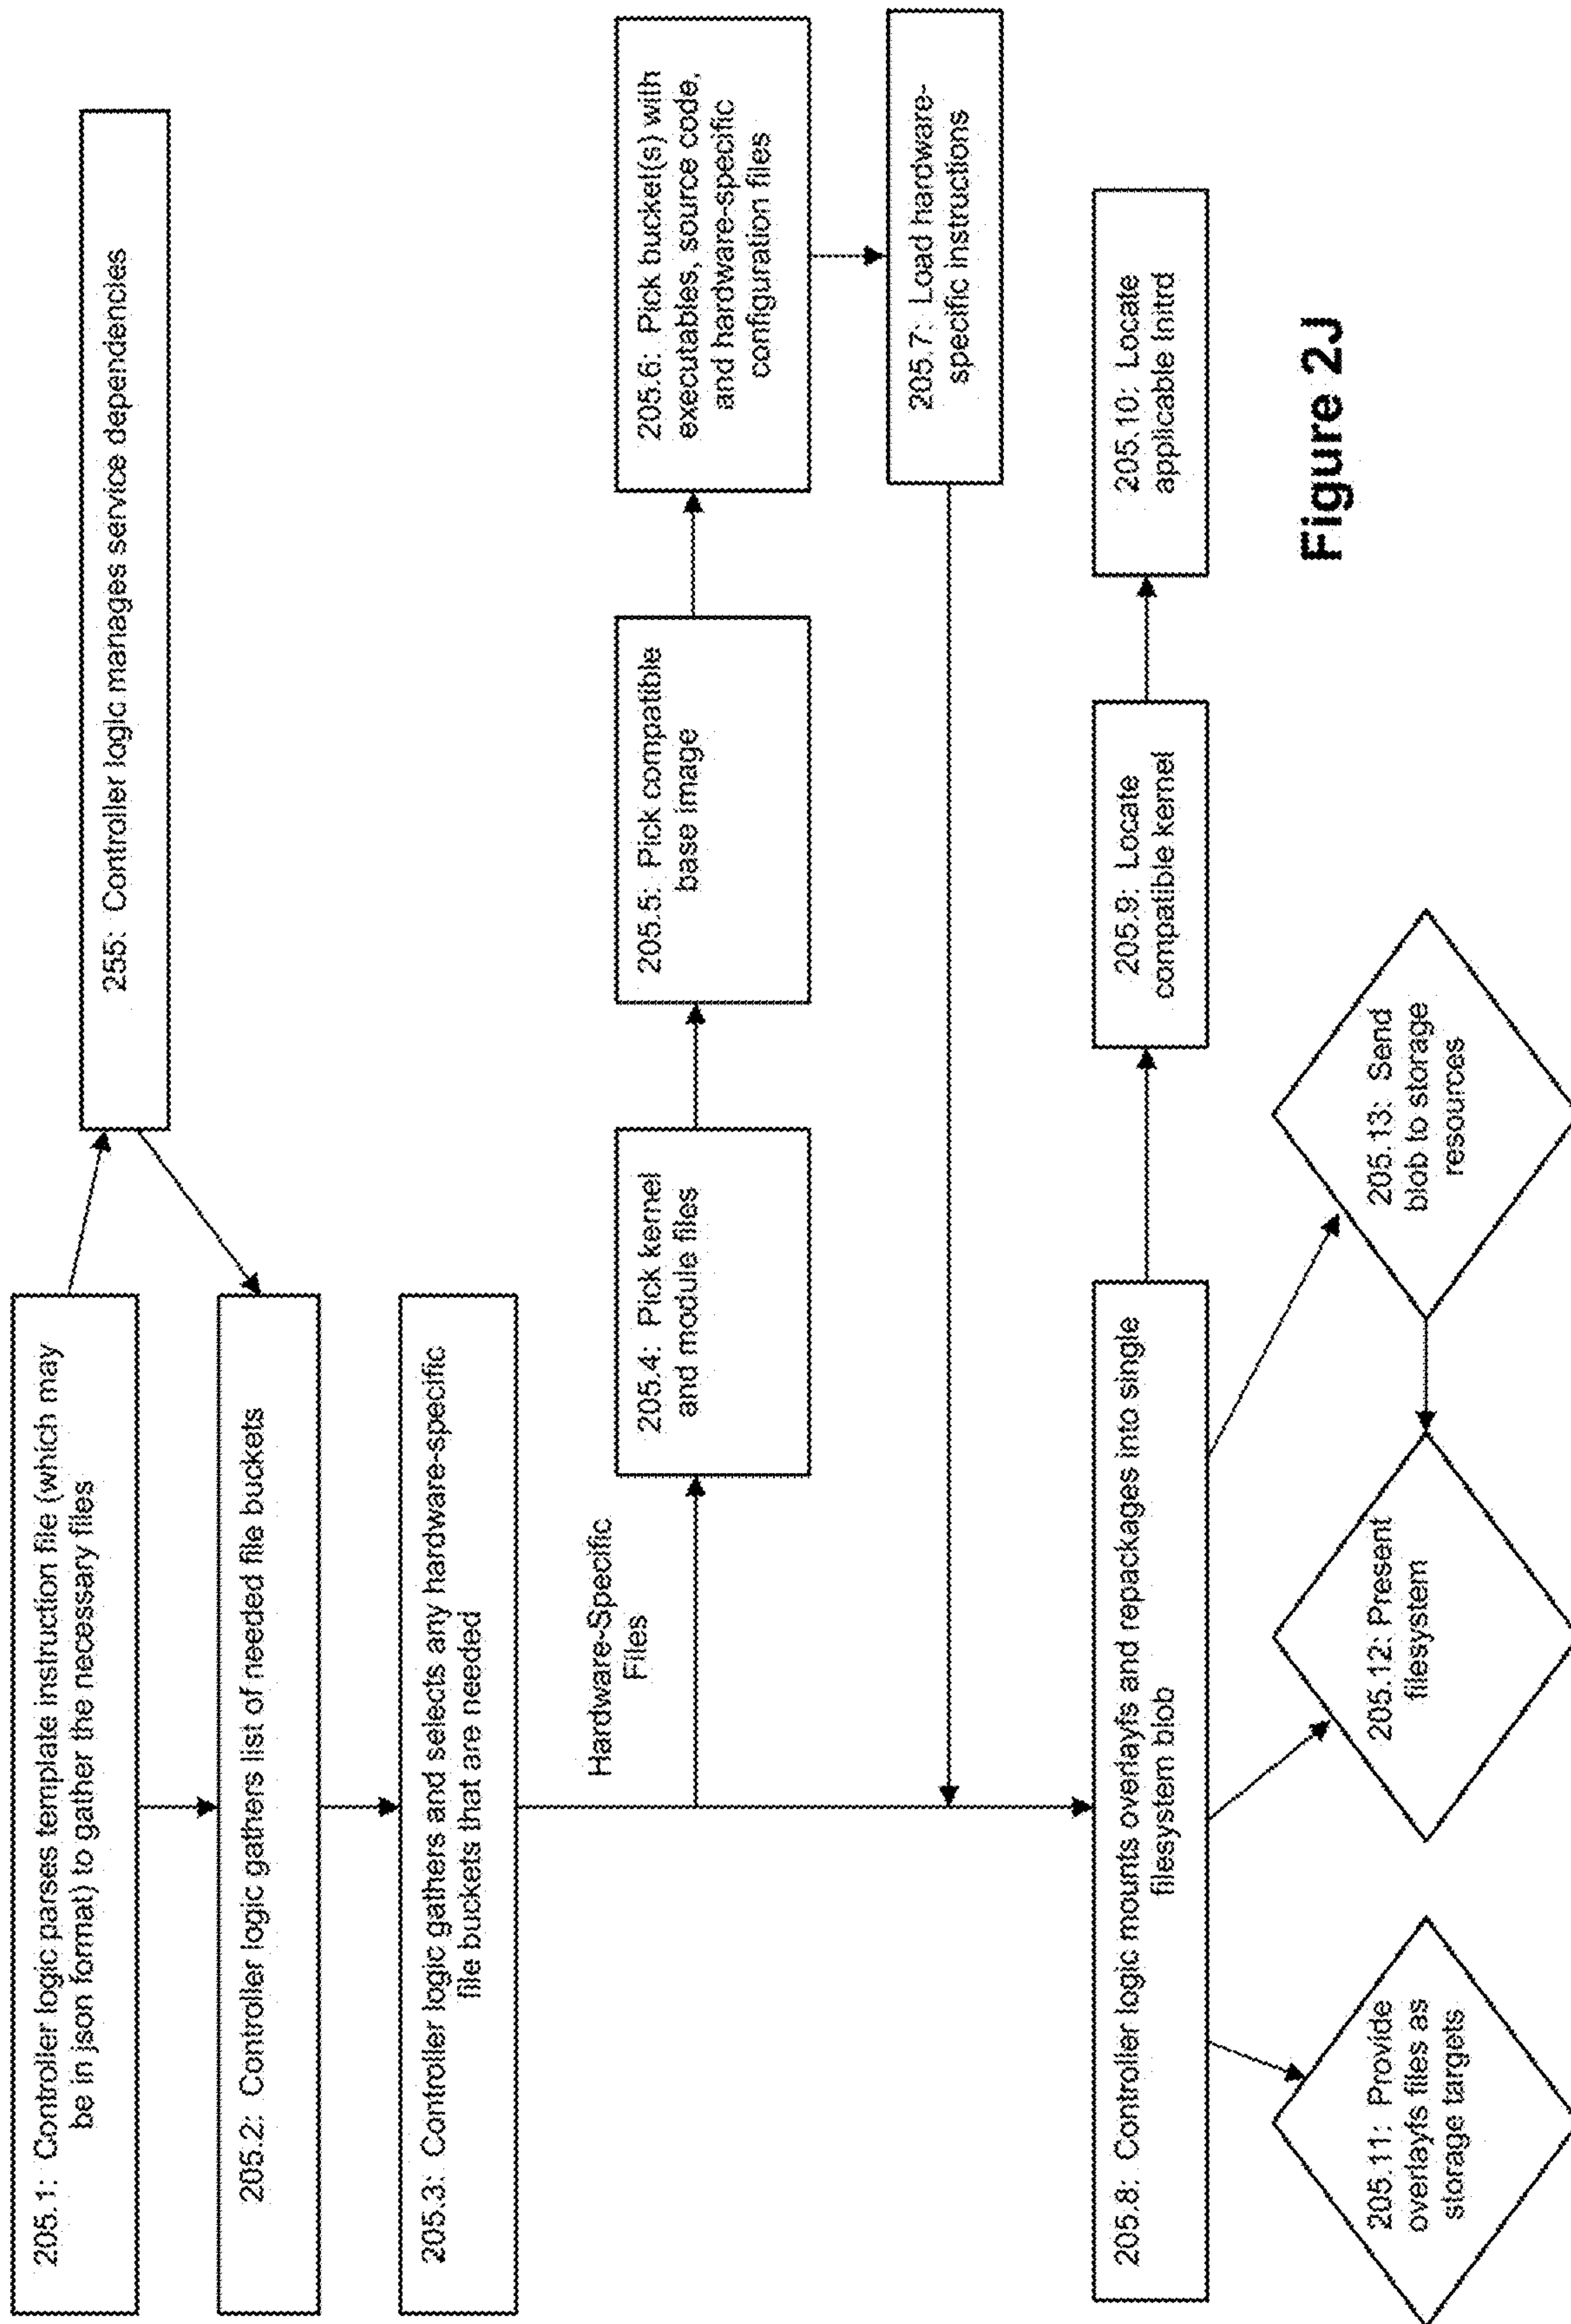 205.1: Controller logic parses template instruction file (which may
be in json format) to gather the necessary files
255: Controller logic manages service dependencies
205.2: Controller logic gathers list of needed file buckets
205.3: Controller logic gathers and selects any hardware-specific
file buckets that are needed
Hardware-Specific
Files
205.4: Pick kernel
and module files
205.5: Pick compatible
base image
205.6: Pick bucket(s) with
executables, source code,
and hardware-specific
configuration files
205.7: Load hardware-
specific instructions
205.8: Controller logic mounts overlayfs and repackages into single
filesystem blob
205.9: Locate
compatible kernel
205.10: Locate
applicable Initrd
205.11: Provide
overlayfs files as
storage targets
205.12: Present
filesystem
205.13: Send
blob to storage
resources
Figure 2J